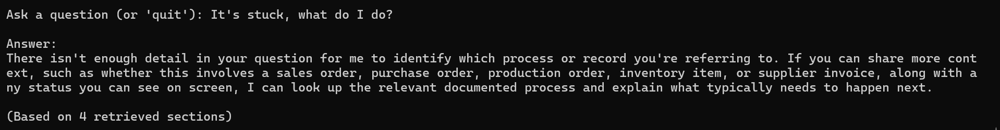 Ask a question (or 'quit'): It's stuck, what do I do?
Answer:
There isn't enough detail in your question for me to identify which process or record you're referring to. If you can share more cont
ext, such as whether this involves a sales order, purchase order, production order, inventory item, or supplier invoice, along with a
ny status you can see on screen, I can look up the relevant documented process and explain what typically needs to happen next.
(Based on 4 retrieved sections)